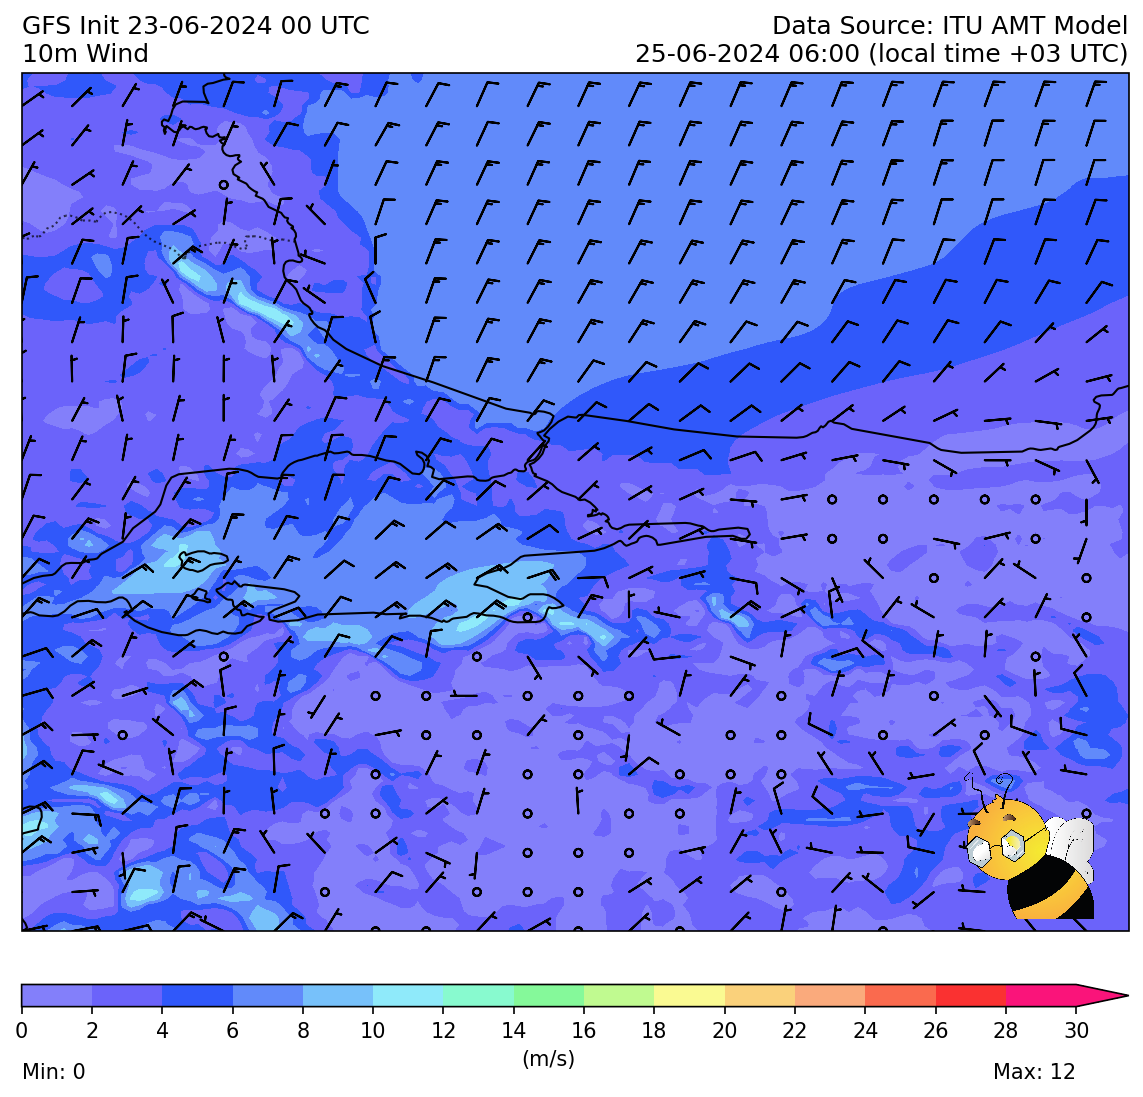 GFS Init 23-06-2024 00 UTC
Data Source: ITU AMT Model
10m Wind
25-06-2024 06:00 (local time +03 UTC)
0 2 4 6 8 10 12 14 16 18 20 22 24 26 28 30
(m/s)
Min: 0
Max: 12